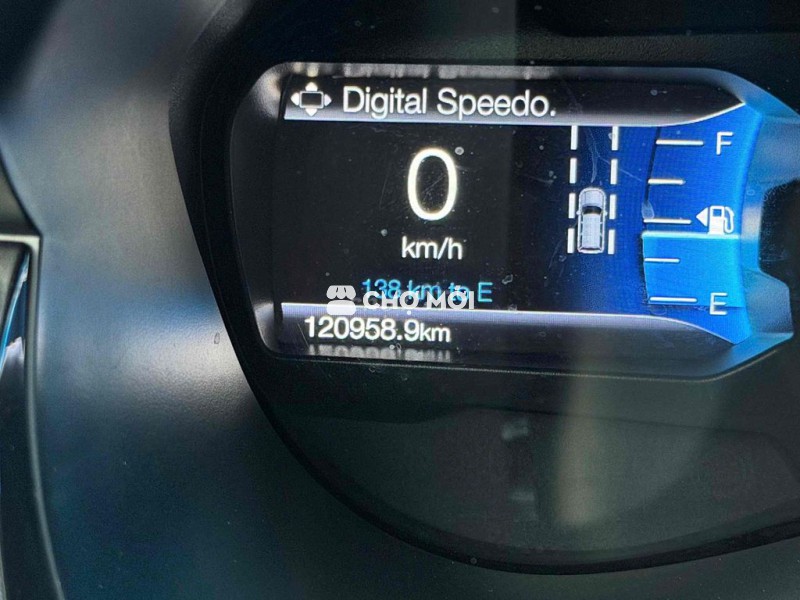 Digital Speedo.
F
0
km/h
138 km to E
CHỢ MỚI
E
120958.9km